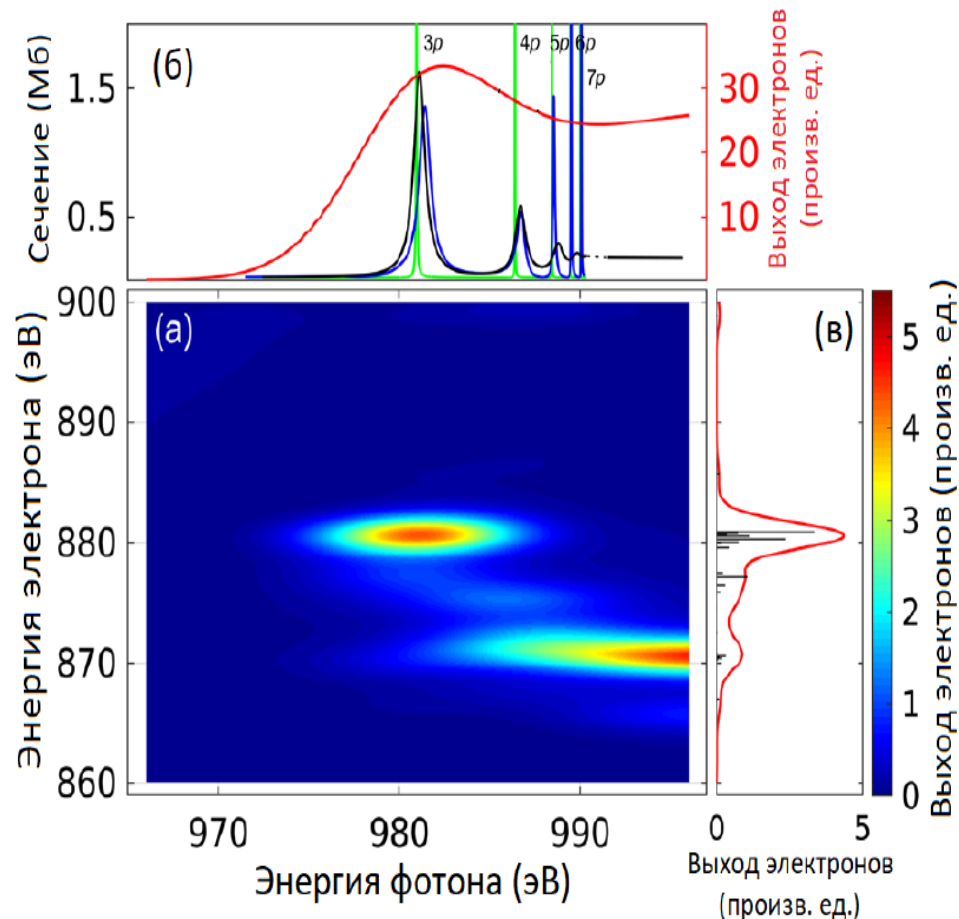 (б)
3p
4p
5p
6p
7p
1.5
0.5
Сечение (Мб)
30
20
10
Выход электронов
(произв. ед.)
(а)
900
890
880
870
860
Энергия электрона (эВ)
970
980
990
Энергия фотона (эВ)
(в)
0
5
Выход электронов
(произв. ед.)
5
4
3
2
1
0
Выход электронов (произв. ед.)